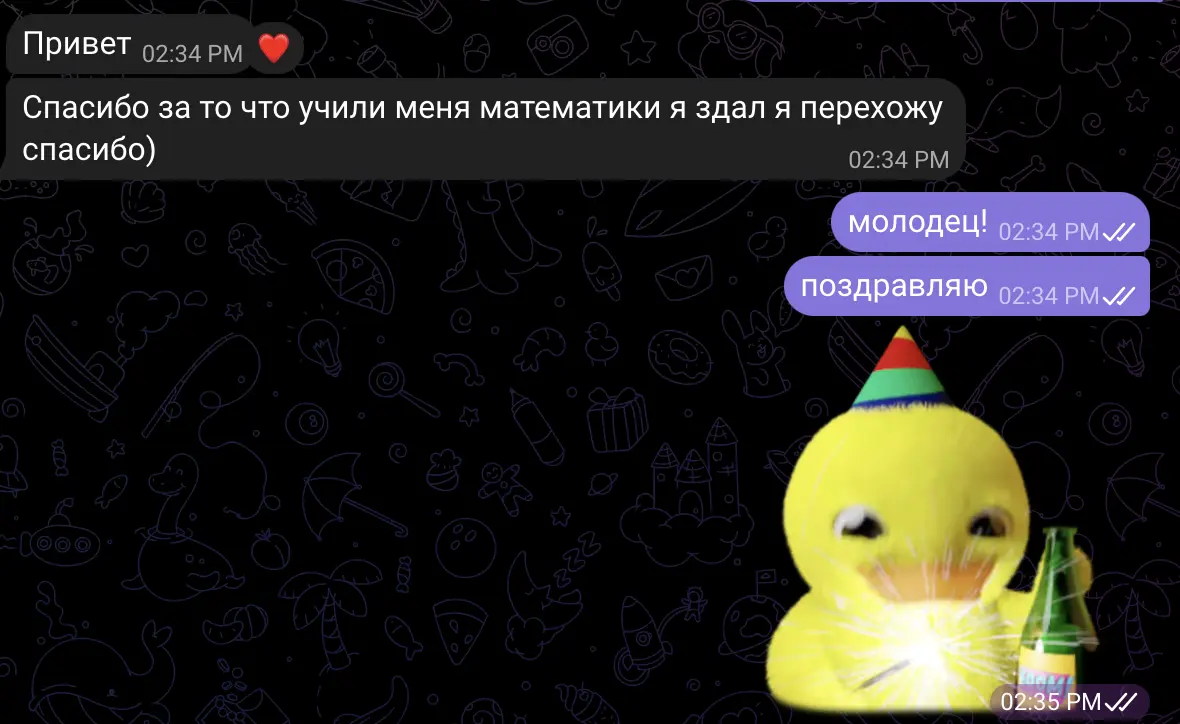 Привет 02:34 PM
Спасибо за то что учили меня математики я здал я перехожу
спасибо)
02:34 PM
молодец! 02:34 PM
поздравляю 02:34 PM
02:35 PM